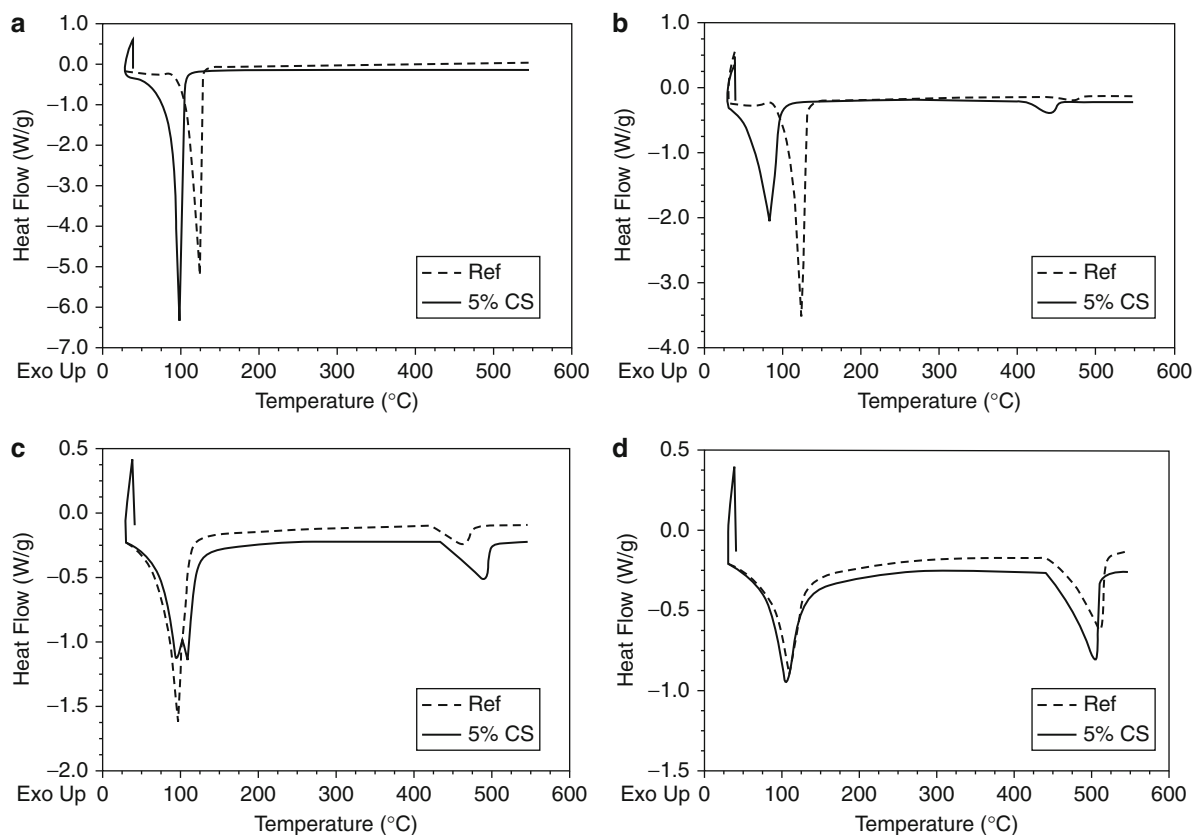 a
1.0
0.0
−1.0
−2.0
−3.0
−4.0
−5.0
−6.0
−7.0
Heat Flow (W/g)
Ref
5% CS
Exo Up
0 100 200 300 400 500 600
Temperature (°C)
b
1.0
0.0
−1.0
−2.0
−3.0
−4.0
Heat Flow (W/g)
Ref
5% CS
Exo Up
0 100 200 300 400 500 600
Temperature (°C)
c
0.5
0.0
−0.5
−1.0
−1.5
−2.0
Heat Flow (W/g)
Ref
5% CS
Exo Up
0 100 200 300 400 500 600
Temperature (°C)
d
0.5
0.0
−0.5
−1.0
−1.5
Heat Flow (W/g)
Ref
5% CS
Exo Up
0 100 200 300 400 500 600
Temperature (°C)